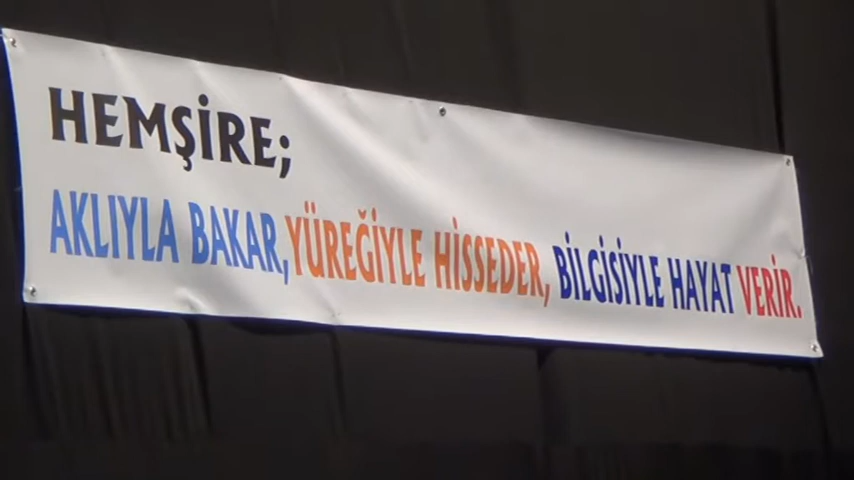 HEMŞİRE;
AKLIYLA BAKAR,YÜREĞİYLE HİSSEDER, BİLGİSİYLE HAYAT VERİR.